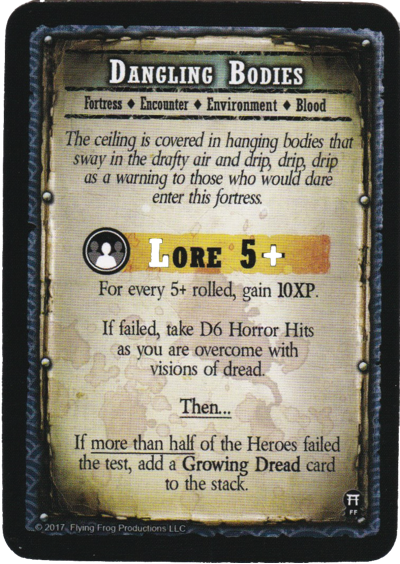 Dangling Bodies
Fortress ♦ Encounter ♦ Environment ♦ Blood
The ceiling is covered in hanging bodies that
sway in the drafty air and drip, drip, drip
as a warning to those who would dare
enter this fortress.
Lore 5+
For every 5+ rolled, gain 10XP.
If failed, take D6 Horror Hits
as you are overcome with
visions of dread.
Then...
If more than half of the Heroes failed
the test, add a Growing Dread card
to the stack.
FF
© 2017 Flying Frog Productions LLC